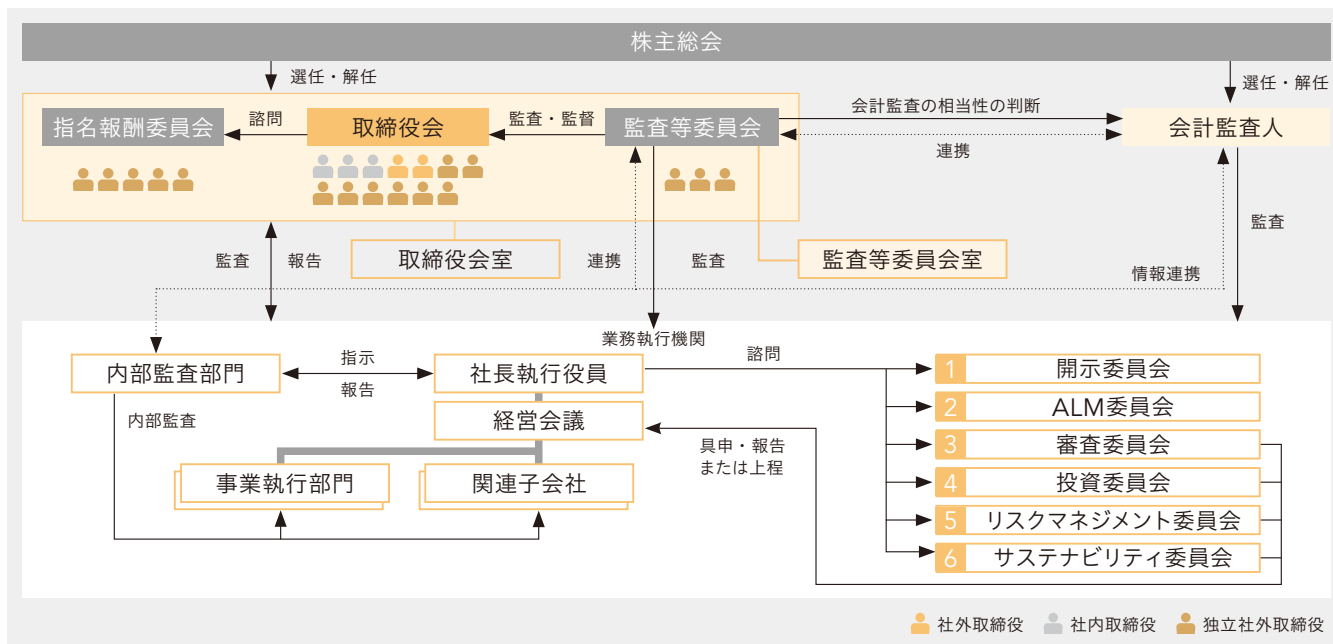 株主総会
選任・解任
選任・解任
指名報酬委員会
諮問
取締役会
監査・監督
監査等委員会
会計監査の相当性の判断
連携
会計監査人
監査
報告
取締役会室
連携
監査
監査等委員会室
監査
情報連携
業務執行機関
内部監査部門
指示
報告
社長執行役員
諮問
内部監査
経営会議
具申・報告
または上程
事業執行部門
関連子会社
1 開示委員会
2 ALM委員会
3 審査委員会
4 投資委員会
5 リスクマネジメント委員会
6 サステナビリティ委員会
社外取締役 社内取締役 独立社外取締役